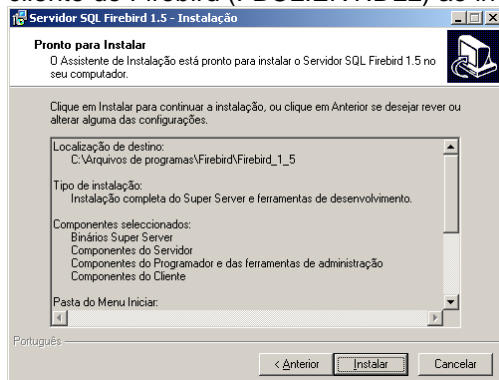 Servidor SQL Firebird 1.5 - Instalação
Pronto para Instalar
O Assistente de Instalação está pronto para instalar o Servidor SQL Firebird 1.5 no
seu computador.
Clique em Instalar para continuar a instalação, ou clique em Anterior se desejar rever ou
alterar alguma das configurações.
Localização de destino:
C:\Arquivos de programas\Firebird\Firebird_1_5
Tipo de instalação:
Instalação completa do Super Server e ferramentas de desenvolvimento.
Componentes seleccionados:
Binários Super Server
Componentes do Servidor
Componentes do Programador e das ferramentas de administração
Componentes do Cliente
Pasta do Menu Iniciar:
Português
< Anterior
Instalar
Cancelar